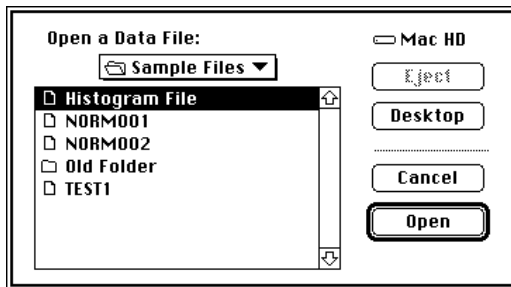 Open a Data File:
Sample Files
Histogram File
NORM001
NORM002
Old Folder
TEST1
Mac HD
Eject
Desktop
Cancel
Open